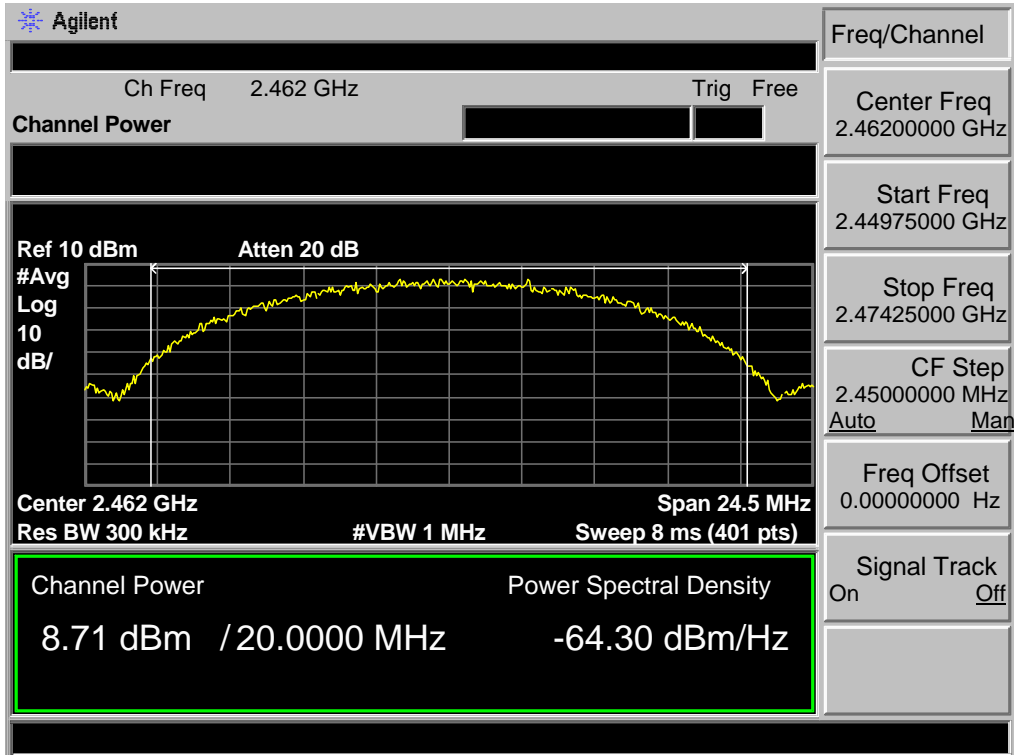 Agilent
Freq/Channel
Ch Freq 2.462 GHz Trig Free
Channel Power
Center Freq
2.46200000 GHz
Start Freq
2.44975000 GHz
Ref 10 dBm Atten 20 dB
#Avg
Log
10
dB/
Stop Freq
2.47425000 GHz
CF Step
2.45000000 MHz
Auto Man
Center 2.462 GHz Span 24.5 MHz
Res BW 300 kHz #VBW 1 MHz Sweep 8 ms (401 pts)
Freq Offset
0.00000000 Hz
Channel Power Power Spectral Density
8.71 dBm / 20.0000 MHz -64.30 dBm/Hz
Signal Track
On Off